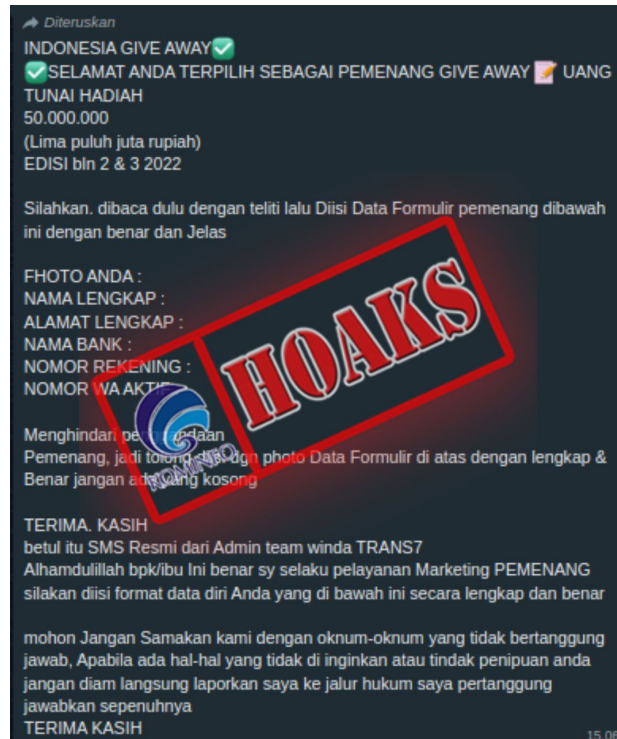 Diteruskan
INDONESIA GIVE AWAY✅
✅SELAMAT ANDA TERPILIH SEBAGAI PEMENANG GIVE AWAY 📝 UANG
TUNAI HADIAH
50.000.000
(Lima puluh juta rupiah)
EDISI bln 2 & 3 2022
Silahkan. dibaca dulu dengan teliti lalu Diisi Data Formulir pemenang dibawah
ini dengan benar dan Jelas
FHOTO ANDA :
NAMA LENGKAP :
ALAMAT LENGKAP :
NAMA BANK :
NOMOR REKENING :
NOMOR WA AKTIF :
HOAKS
KOMINFO
Menghindari
Pemenang, jadi tolong dgn photo Data Formulir di atas dengan lengkap &
Benar jangan ada yang kosong
TERIMA. KASIH
betul itu SMS Resmi dari Admin team winda TRANS7
Alhamdulillah bpk/ibu Ini benar sy selaku pelayanan Marketing PEMENANG
silakan diisi format data diri Anda yang di bawah ini secara lengkap dan benar
mohon Jangan Samakan kami dengan oknum-oknum yang tidak bertanggung
jawab, Apabila ada hal-hal yang tidak di inginkan atau tindak penipuan anda
jangan diam langsung laporkan saya ke jalur hukum saya pertanggung
jawabkan sepenuhnya
TERIMA KASIH